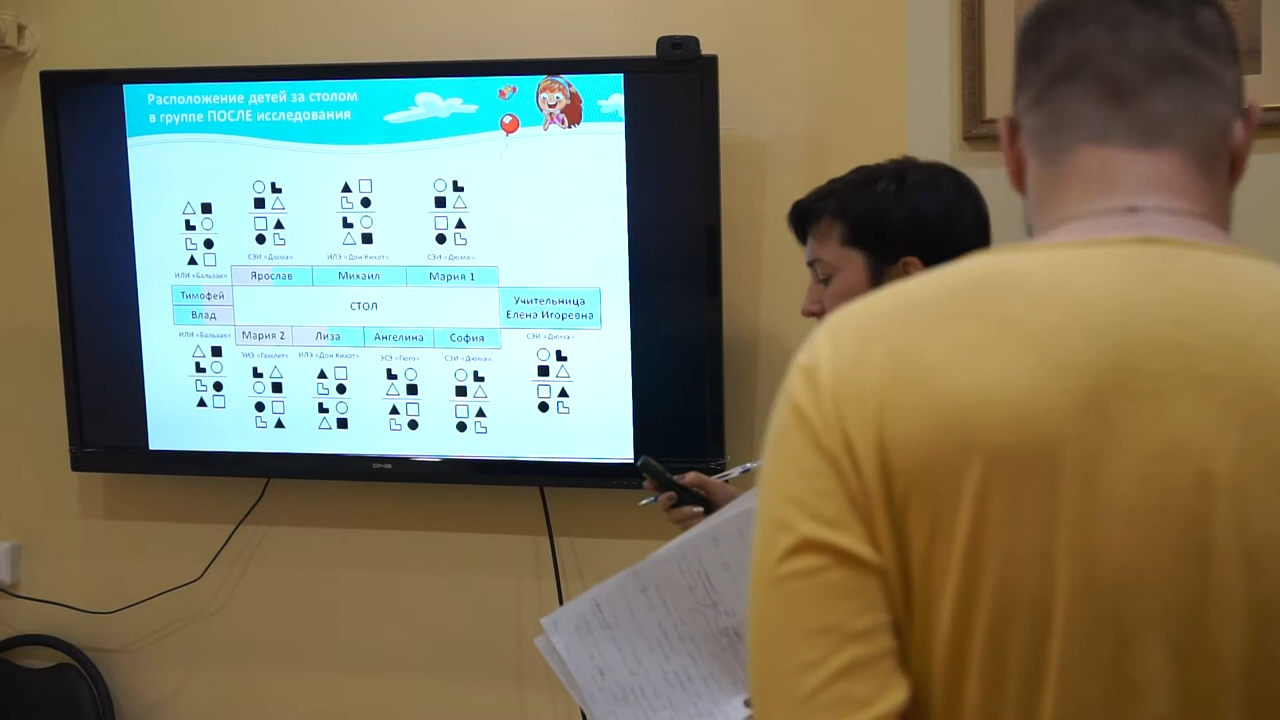 Расположение детей за столом
в группе ПОСЛЕ исследования
СЭИ «Дюма»
ИЛЭ «Дон Кихот»
СЭИ «Дюма»
ИЛИ «Бальзак»
Ярослав
Михаил
Мария 1
Тимофей
Влад
СТОЛ
Учительница
Елена Игоревна
ИЛИ «Бальзак»
Мария 2
Лиза
Ангелина
София
СЭИ «Дюма»
ЭИЭ «Гамлет»
ИЛЭ «Дон Кихот»
ЭСЭ «Гюго»
СЭИ «Дюма»
DNS